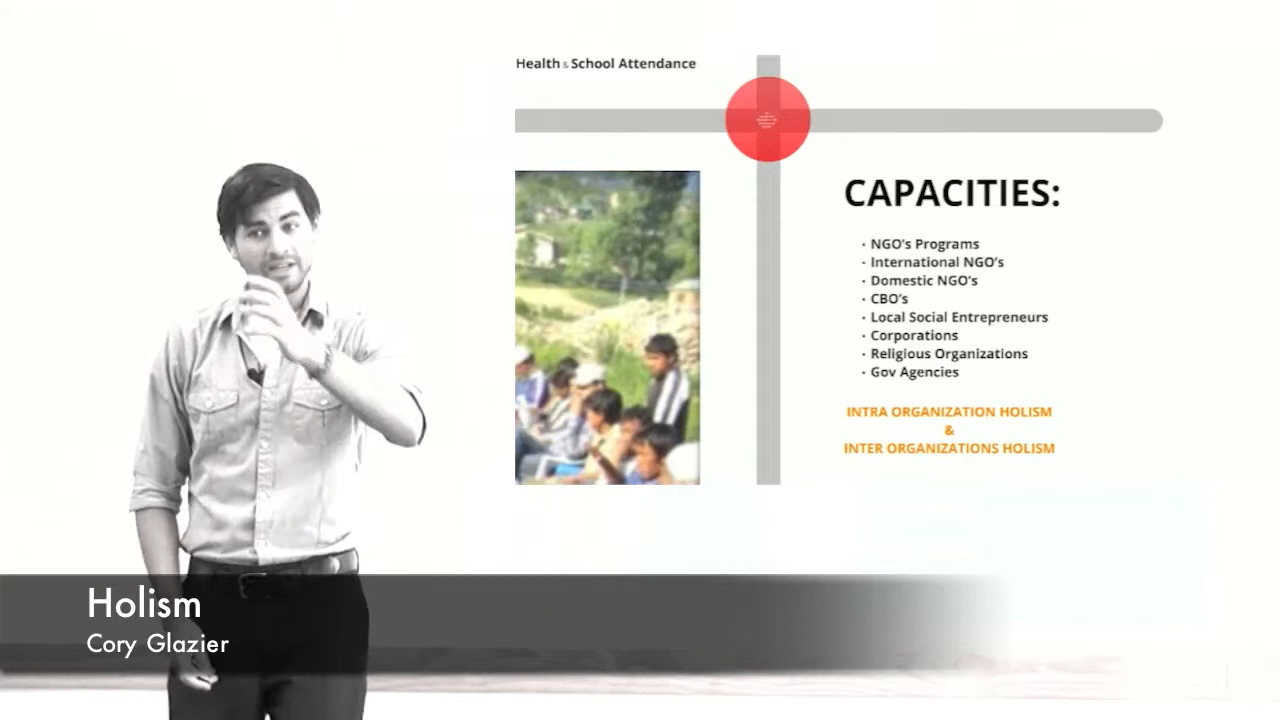 Health & School Attendance
CAPACITIES:
· NGO's Programs
· International NGO's
· Domestic NGO's
· CBO's
· Local Social Entrepreneurs
· Corporations
· Religious Organizations
· Gov Agencies
INTRA ORGANIZATION HOLISM
&
INTER ORGANIZATIONS HOLISM
Holism
Cory Glazier